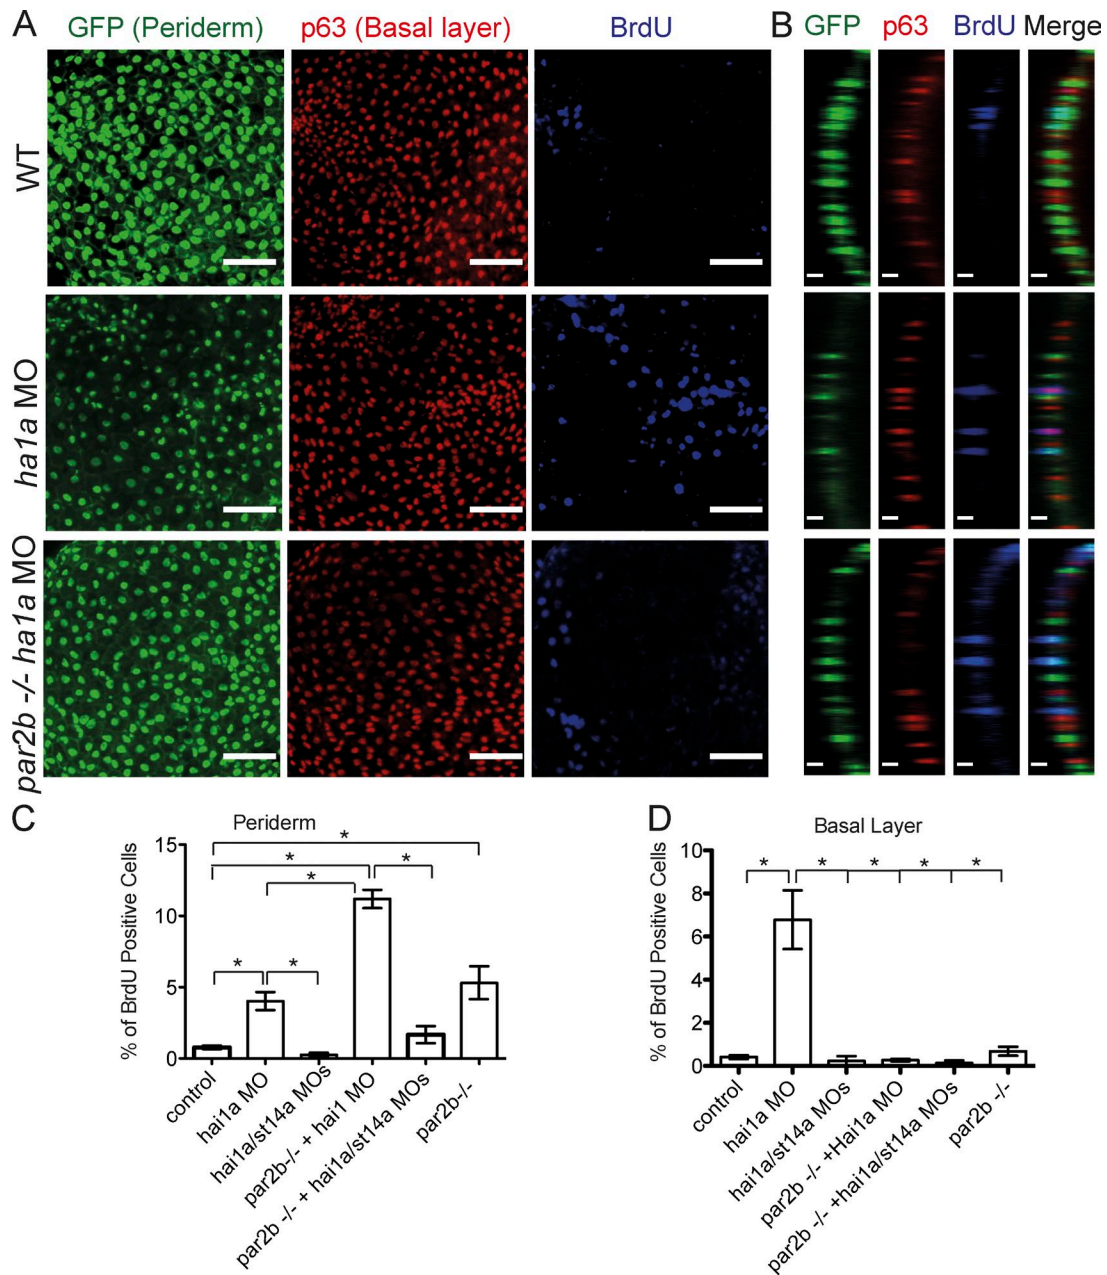 A
GFP (Periderm)
p63 (Basal layer)
BrdU
B
GFP
p63
BrdU
Merge
WT
ha1a MO
par2b -/- ha1a MO
C
Periderm
% of BrdU Positive Cells
15
10
5
0
*
*
*
*
*
*
control
hai1a MO
hai1a/st14a MOs
par2b-/- + hai1 MO
par2b -/- + hai1a/st14a MOs
par2b-/-
D
Basal Layer
% of BrdU Positive Cells
10
8
6
4
2
0
*
*
*
*
*
control
hai1a MO
hai1a/st14a MOs
par2b -/- +Hai1a MO
par2b -/- +hai1a/st14a MOs
par2b -/-